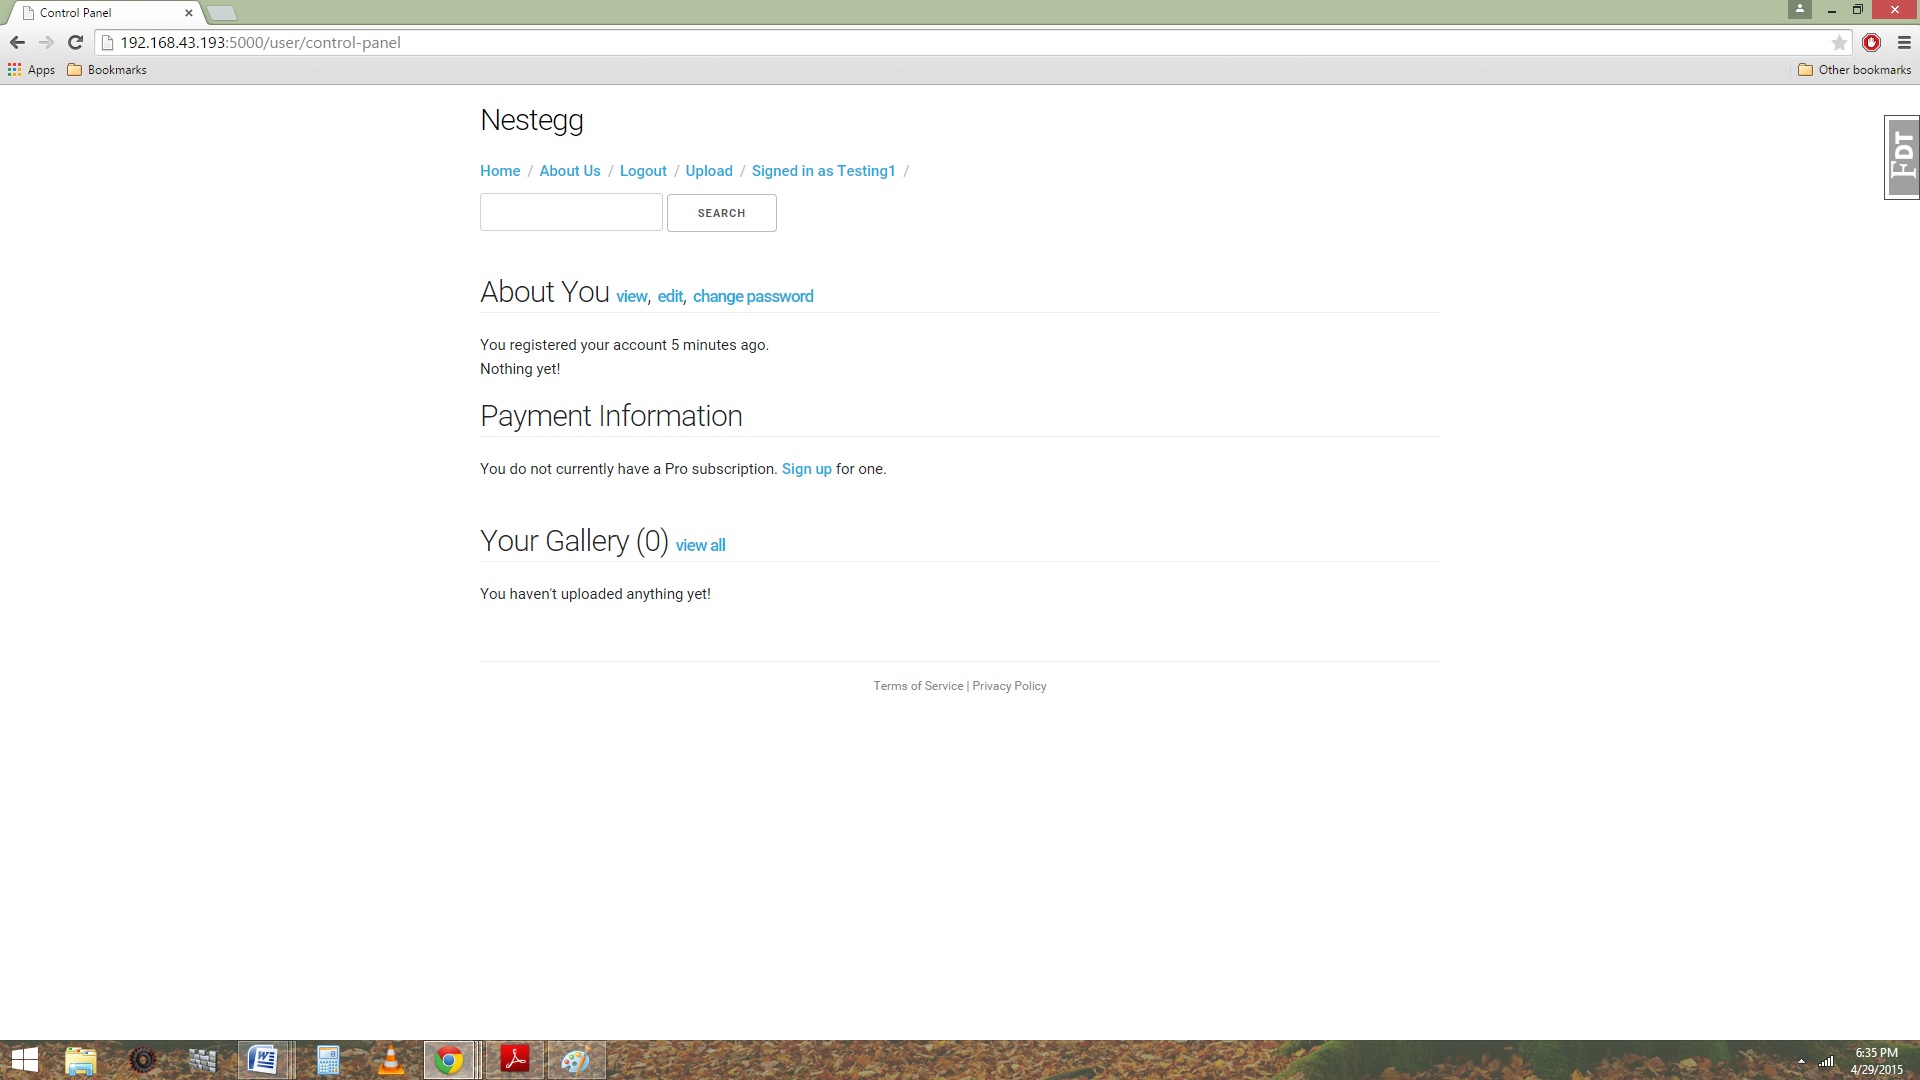 Control Panel
192.168.43.193:5000/user/control-panel
Apps Bookmarks Other bookmarks
Nestegg
FDT
Home / About Us / Logout / Upload / Signed in as Testing1 /
SEARCH
About You view, edit, change password
You registered your account 5 minutes ago.
Nothing yet!
Payment Information
You do not currently have a Pro subscription. Sign up for one.
Your Gallery (0) view all
You haven't uploaded anything yet!
Terms of Service | Privacy Policy
6:35 PM
4/29/2015